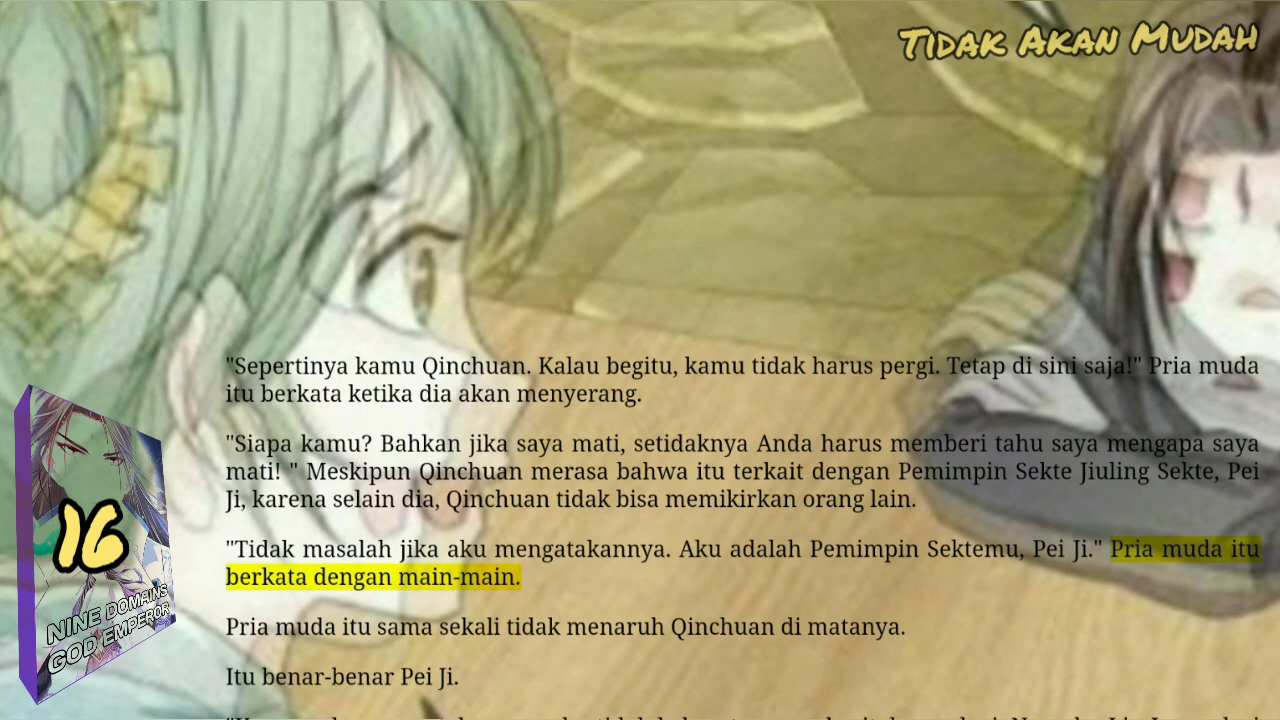 Tidak Akan Mudah
"Sepertinya kamu Qinchuan. Kalau begitu, kamu tidak harus pergi. Tetap di sini saja!" Pria muda
itu berkata ketika dia akan menyerang.
"Siapa kamu? Bahkan jika saya mati, setidaknya Anda harus memberi tahu saya mengapa saya
mati! " Meskipun Qinchuan merasa bahwa itu terkait dengan Pemimpin Sekte Jiuling Sekte, Pei
Ji, karena selain dia, Qinchuan tidak bisa memikirkan orang lain.
"Tidak masalah jika aku mengatakannya. Aku adalah Pemimpin Sektemu, Pei Ji." Pria muda itu
berkata dengan main-main.
Pria muda itu sama sekali tidak menaruh Qinchuan di matanya.
Itu benar-benar Pei Ji.
16
NINE DOMAINS
GOD EMPEROR